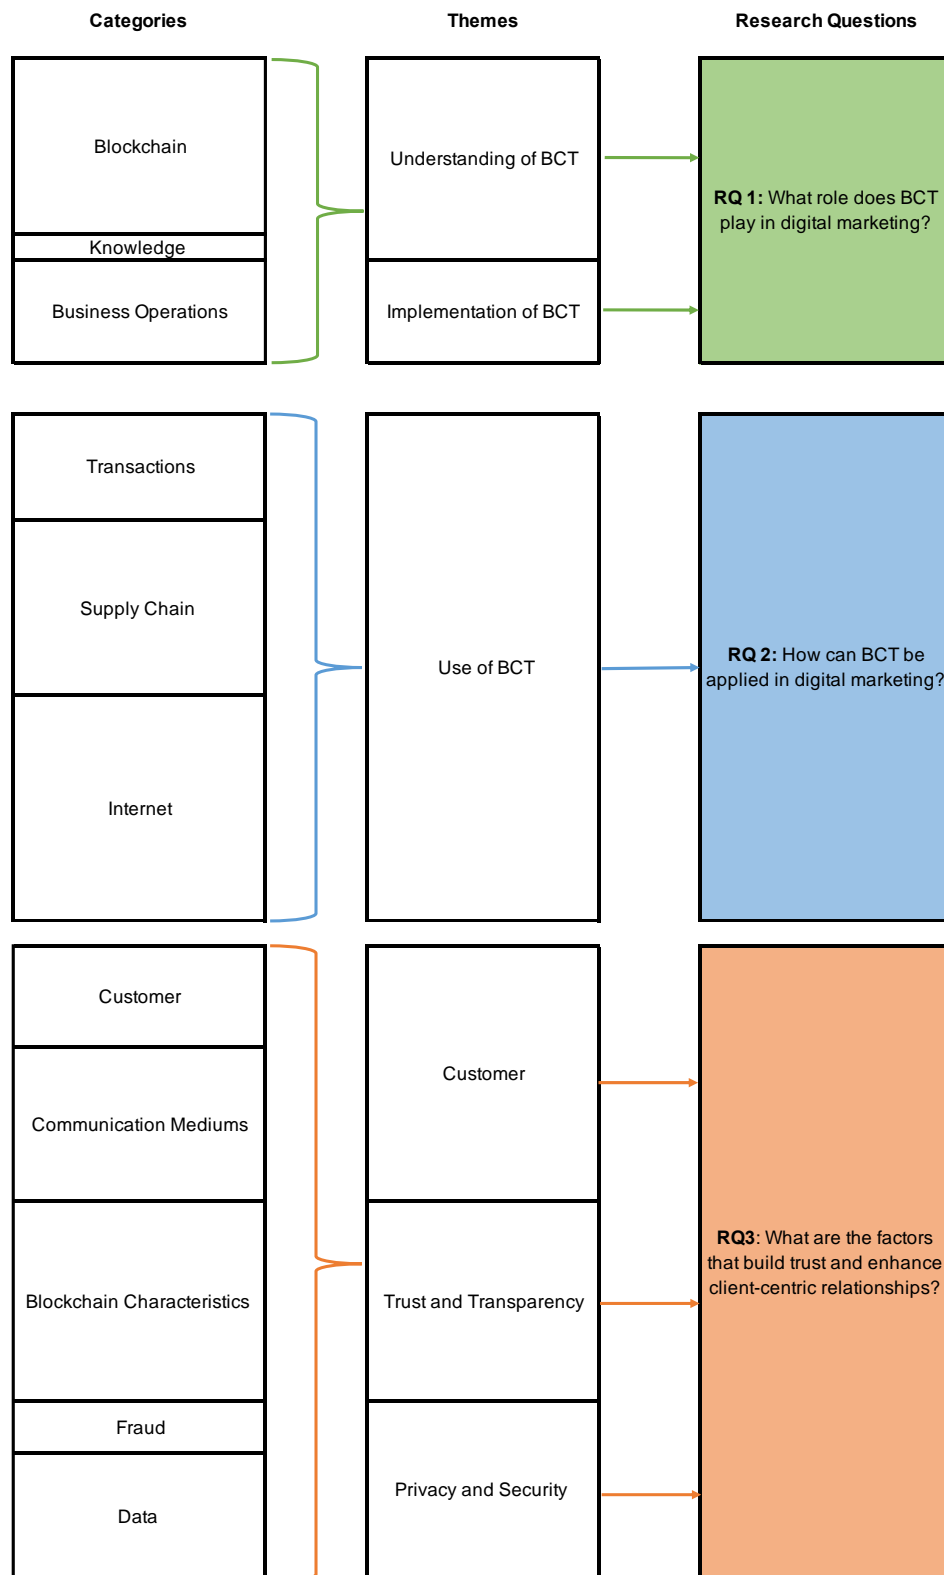 Categories
Themes
Research Questions
Blockchain
Knowledge
Business Operations
Understanding of BCT
Implementation of BCT
RQ 1: What role does BCT
play in digital marketing?
Transactions
Supply Chain
Internet
Use of BCT
RQ 2: How can BCT be
applied in digital marketing?
Customer
Communication Mediums
Blockchain Characteristics
Fraud
Data
Customer
Trust and Transparency
Privacy and Security
RQ3: What are the factors
that build trust and enhance
client-centric relationships?